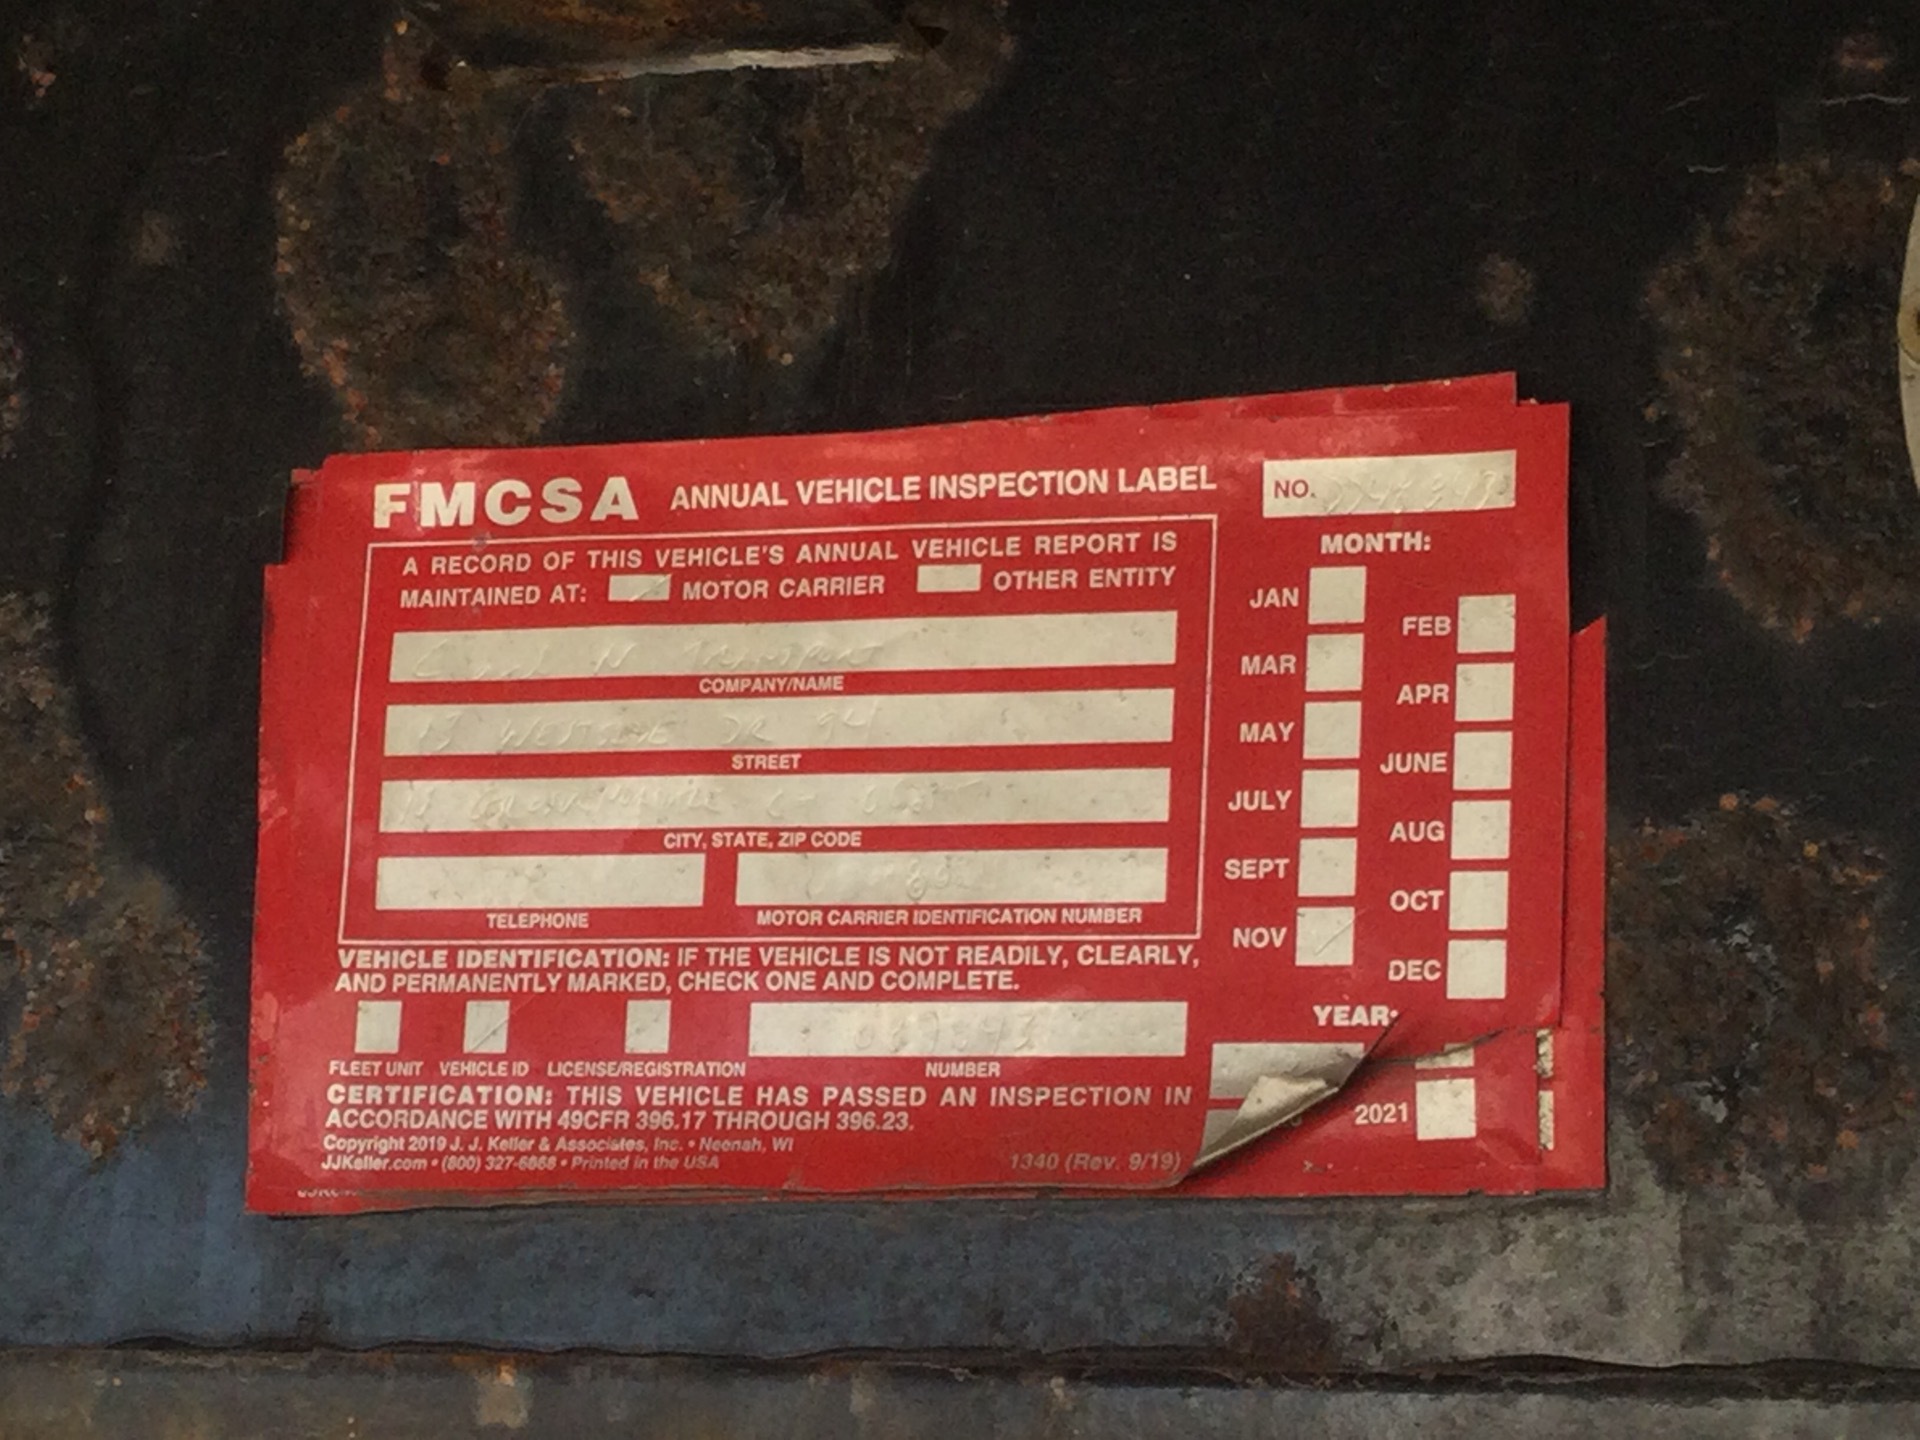 FMCSA ANNUAL VEHICLE INSPECTION LABEL
NO.
A RECORD OF THIS VEHICLE'S ANNUAL VEHICLE REPORT IS
MAINTAINED AT: MOTOR CARRIER OTHER ENTITY
TRANSPORT
COMPANY/NAME
WESTSIDE DR
STREET
CITY, STATE, ZIP CODE
TELEPHONE
MOTOR CARRIER IDENTIFICATION NUMBER
VEHICLE IDENTIFICATION: IF THE VEHICLE IS NOT READILY, CLEARLY,
AND PERMANENTLY MARKED, CHECK ONE AND COMPLETE.
FLEET UNIT VEHICLE ID LICENSE/REGISTRATION NUMBER
CERTIFICATION: THIS VEHICLE HAS PASSED AN INSPECTION IN
ACCORDANCE WITH 49CFR 396.17 THROUGH 396.23.
Copyright 2019 J. J. Keller & Associates, Inc. • Neenah, WI
JJKeller.com • (800) 327-6868 • Printed in the USA
1340 (Rev. 9/19)
MONTH:
JAN
FEB
MAR
APR
MAY
JUNE
JULY
AUG
SEPT
OCT
NOV
DEC
YEAR:
2021